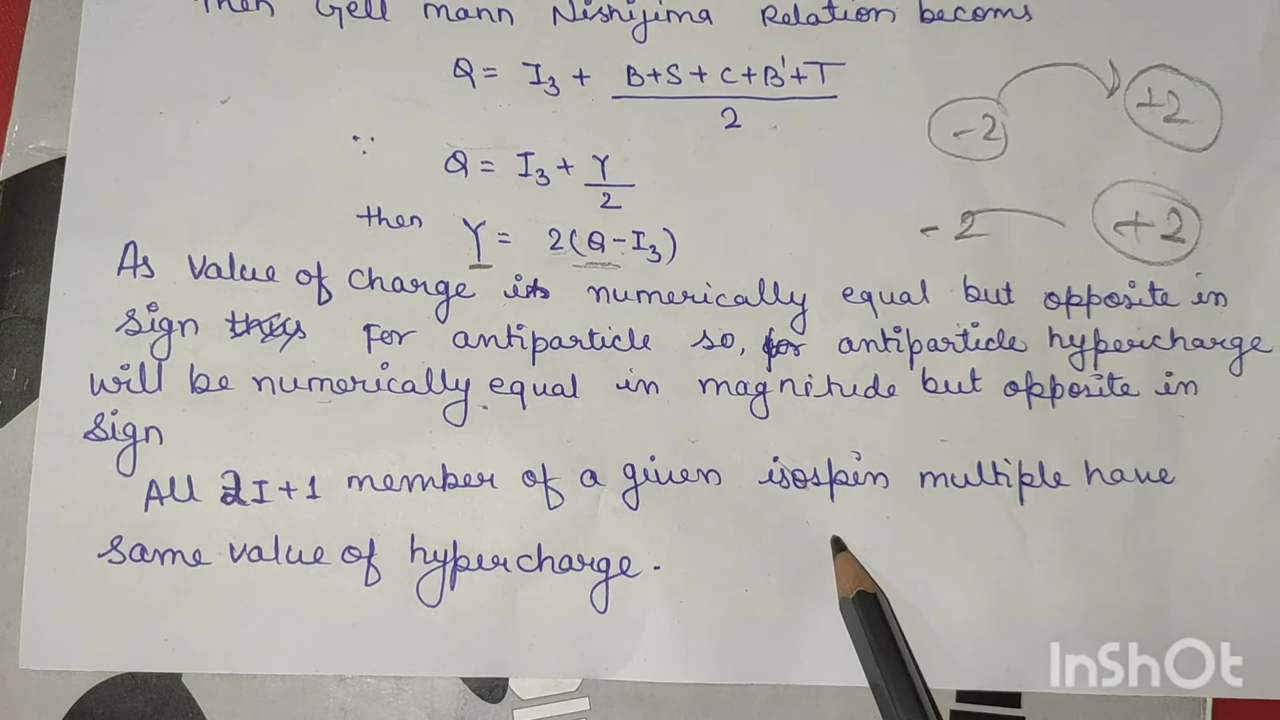 Then Gell mann Nishijima Relation becoms
Q = I₃ + (B+S+C+B'+T)/2
-2
+2
∵ Q = I₃ + Y/2
then Y = 2(Q-I₃)
-2
+2
As value of charge is numerically equal but opposite in
sign for antiparticle so, for antiparticle hypercharge
will be numerically equal in magnitude but opposite in
sign
All 2I+1 member of a given isospin multiple have
same value of hypercharge.
InShOt